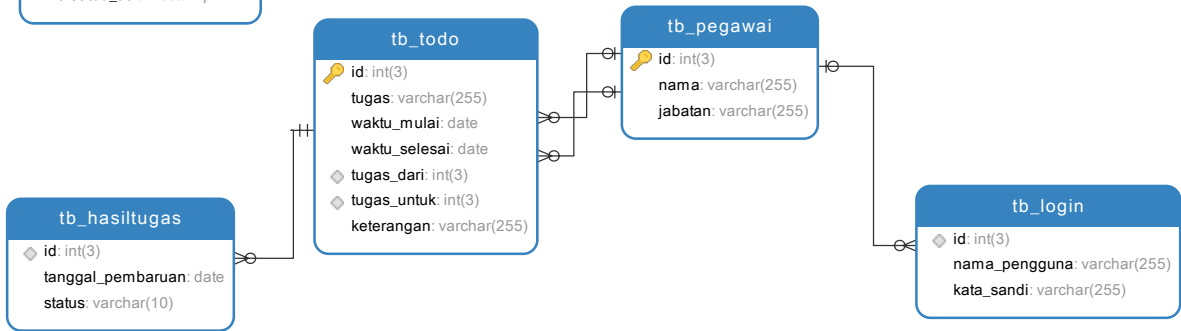 tb_todo
id: int(3)
tugas: varchar(255)
waktu_mulai: date
waktu_selesai: date
tugas_dari: int(3)
tugas_untuk: int(3)
keterangan: varchar(255)
tb_pegawai
id: int(3)
nama: varchar(255)
jabatan: varchar(255)
tb_hasiltugas
id: int(3)
tanggal_pembaruan: date
status: varchar(10)
tb_login
id: int(3)
nama_pengguna: varchar(255)
kata_sandi: varchar(255)